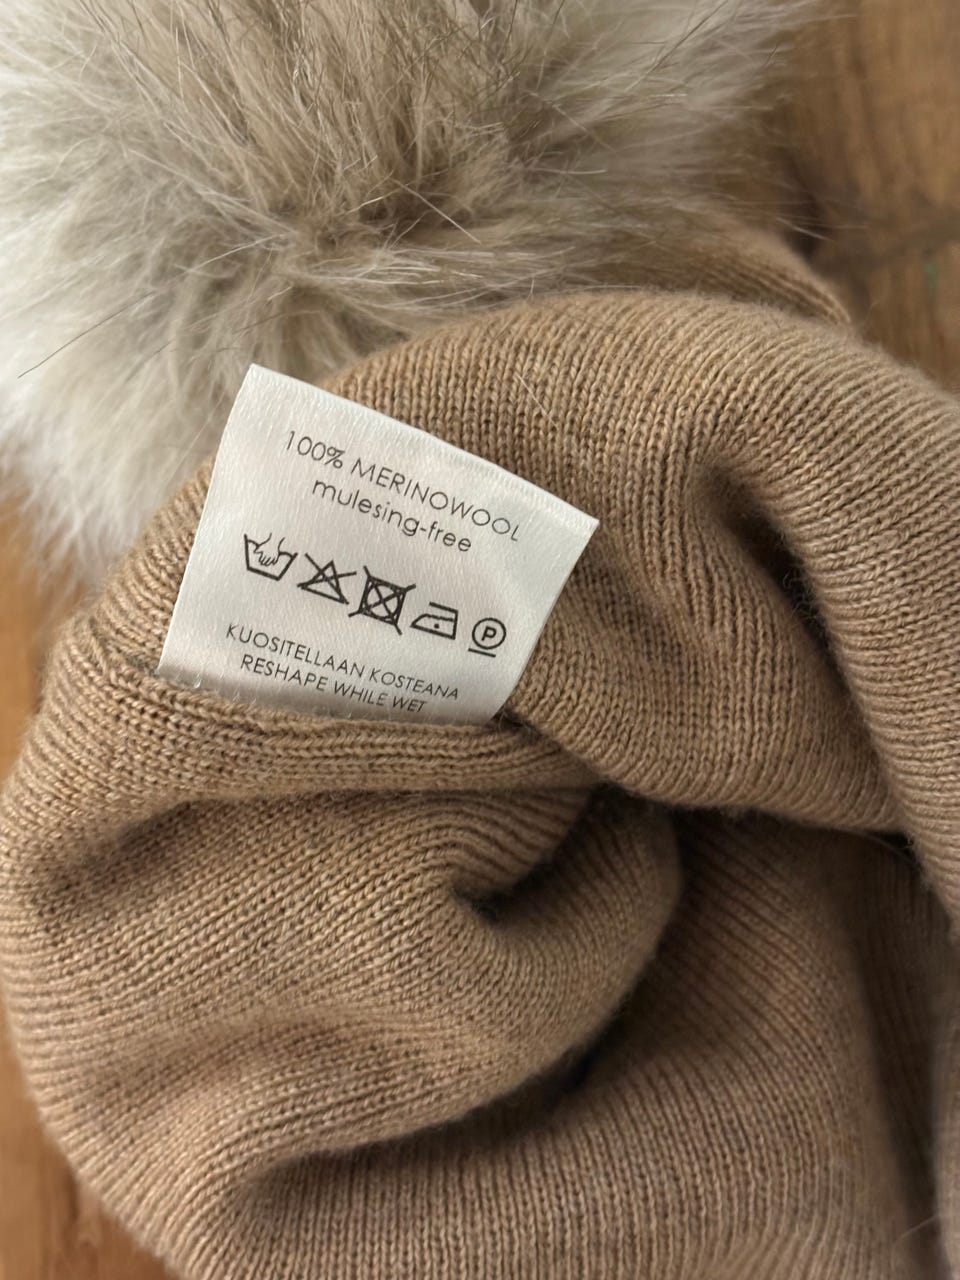 100% MERINOWOOL
mulesing-free
P
KUOSITELLAAN KOSTEANA
RESHAPE WHILE WET